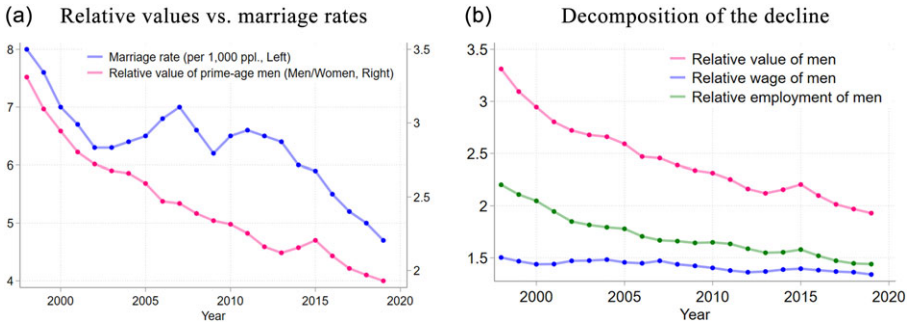 (a) Relative values vs. marriage rates
8
7
6
5
4
3.5
3
2.5
2
Marriage rate (per 1,000 ppl., Left)
Relative value of prime-age men (Men/Women, Right)
2000 2005 2010 2015 2020
Year
(b) Decomposition of the decline
3.5
3
2.5
2
1.5
1
Relative value of men
Relative wage of men
Relative employment of men
2000 2005 2010 2015 2020
Year